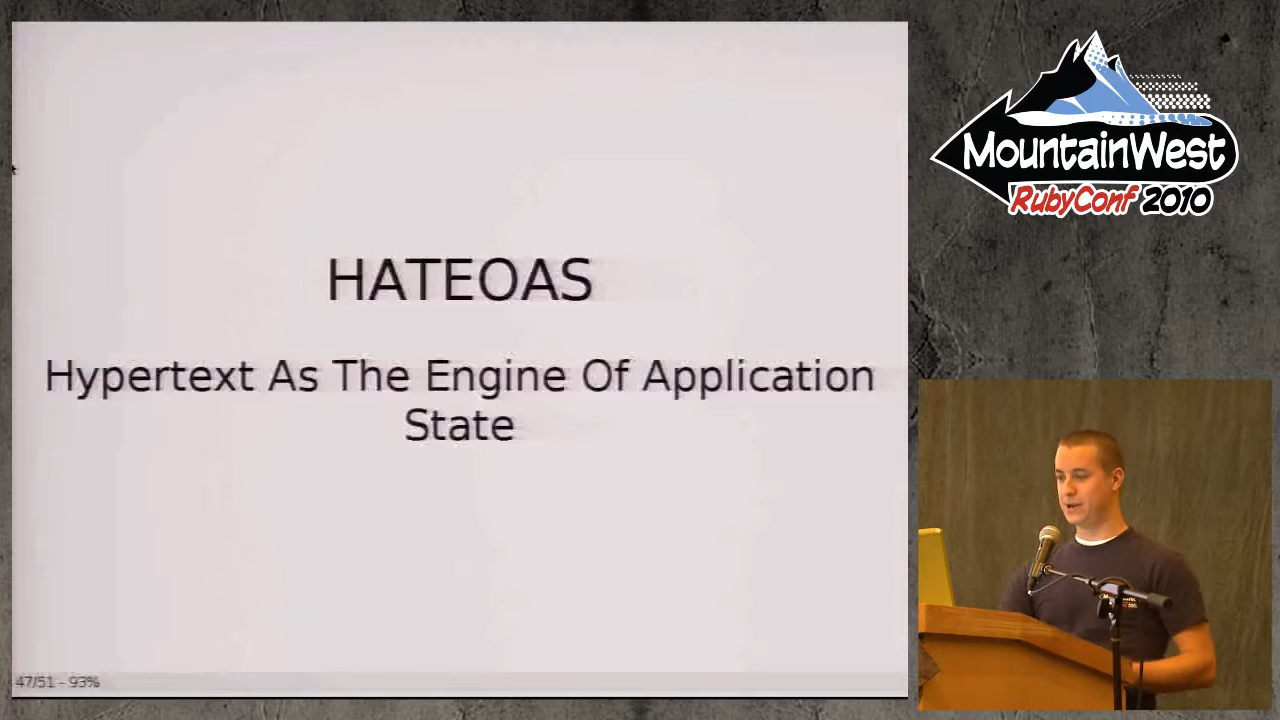 HATEOAS
Hypertext As The Engine Of Application
State
47/51 - 93%
MountainWest
RubyConf 2010